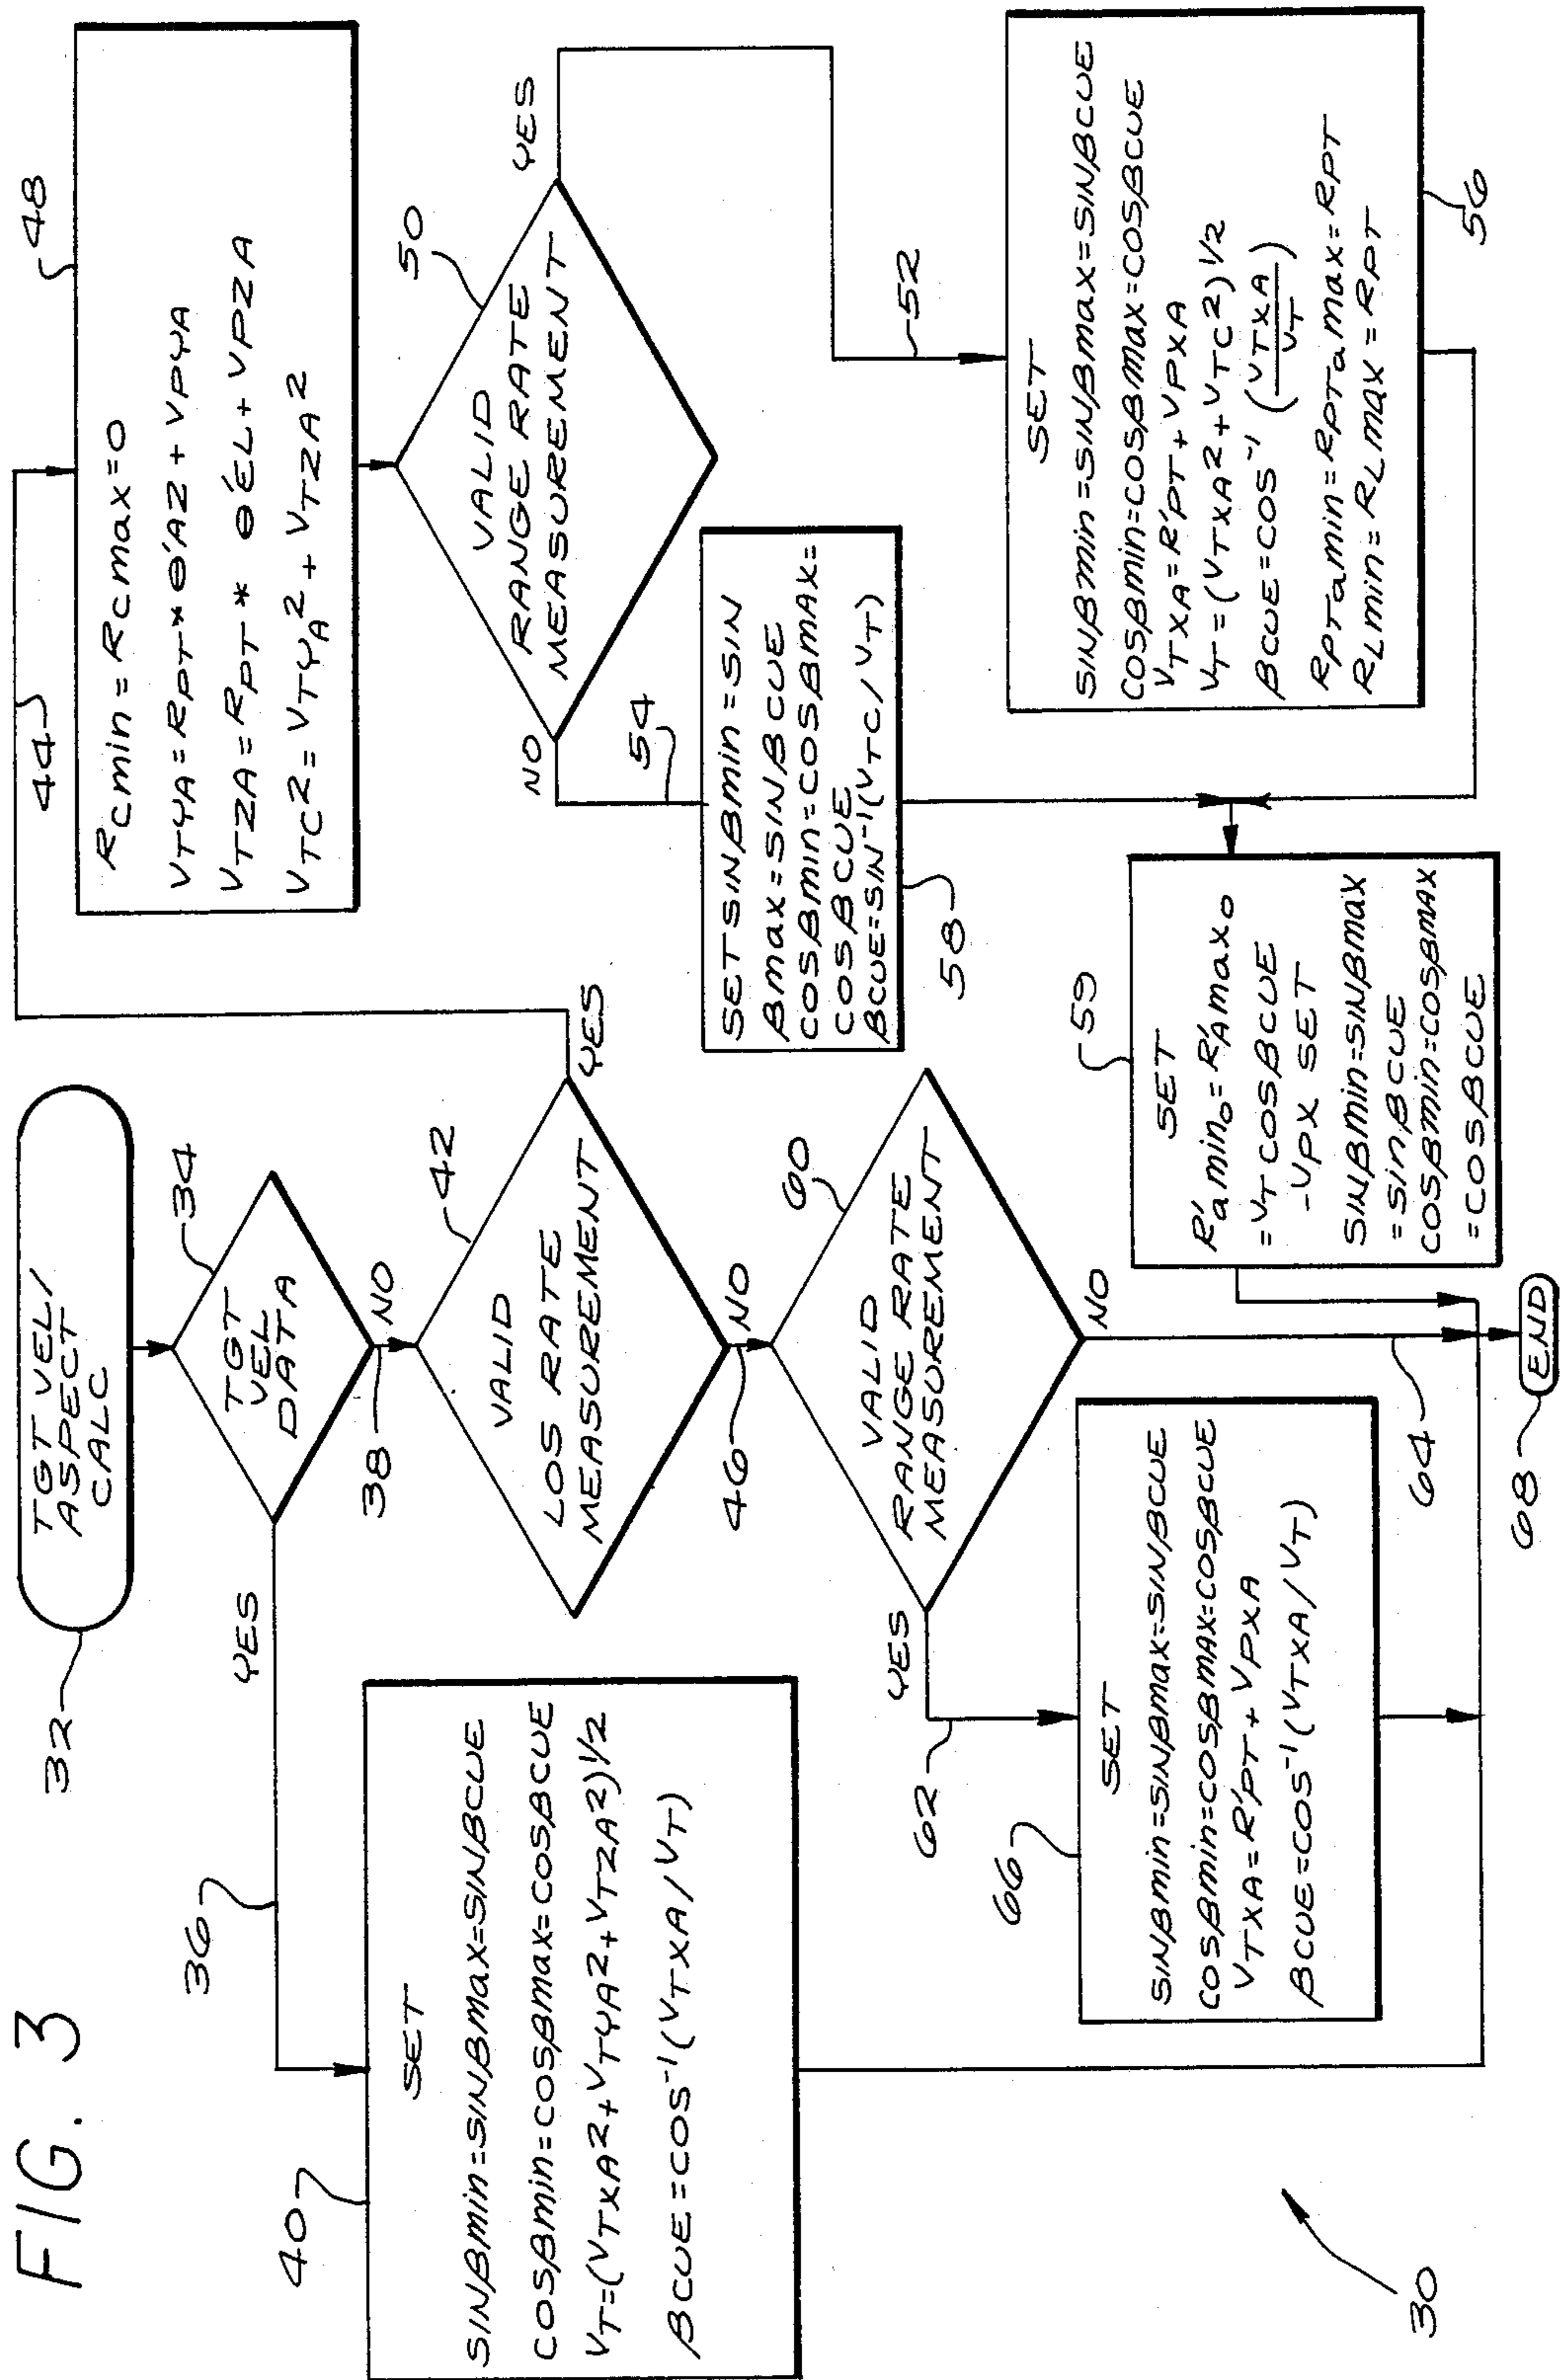 FIG. 3
32
TGT VEL/
ASPECT
CALC
34
TGT
VEL
DATA
YES
36
NO
38
40
SET
SINβmin=SINβmax=SINβCUE
COSβmin=COSβmax=COSβCUE
VT=(VTXA2+VTYA2+VTZA2)1/2
βCUE=COS-1(VTXA/VT)
42
VALID
LOS RATE
MEASUREMENT
YES
44
NO
46
48
RCmin=RCmax=0
VTYA=RPT*θ'AZ+VPYA
VTZA=RPT * θ'EL+VPZA
VTC2=VTYA2+VTZA2
50
VALID
RANGE RATE
MEASUREMENT
YES
52
NO
54
SET
SINβmin=SINβmax=SINβCUE
COSβmin=COSβmax=COSβCUE
VTXA=R'PT+VPXA
VT=(VTXA2+VTC2)1/2
βCUE=COS-1 (VTXA/VT)
RPTamin=RPTamax=RPT
RLmin=RLmax=RPT
56
SETSINβmin=SIN
βmax=SINβCUE
COSβmin=COSβMAX=
COSβCUE
βCUE=SIN-1(VTC/VT)
58
59
SET
R'amino=R'Amaxo
=VTCOSβCUE
-VPX SET
SINβmin=SINβmax
=SinβCUE
COSβmin=COSβMAX
=COSβCUE
60
VALID
RANGE RATE
MEASUREMENT
YES
62
NO
64
66
SET
SINβmin=SINβmax=SINβCUE
COSβmin=COSβMAX=COSβCUE
VTXA=R'PT+VPXA
βCUE=COS-1(VTXA/VT)
68
END
30